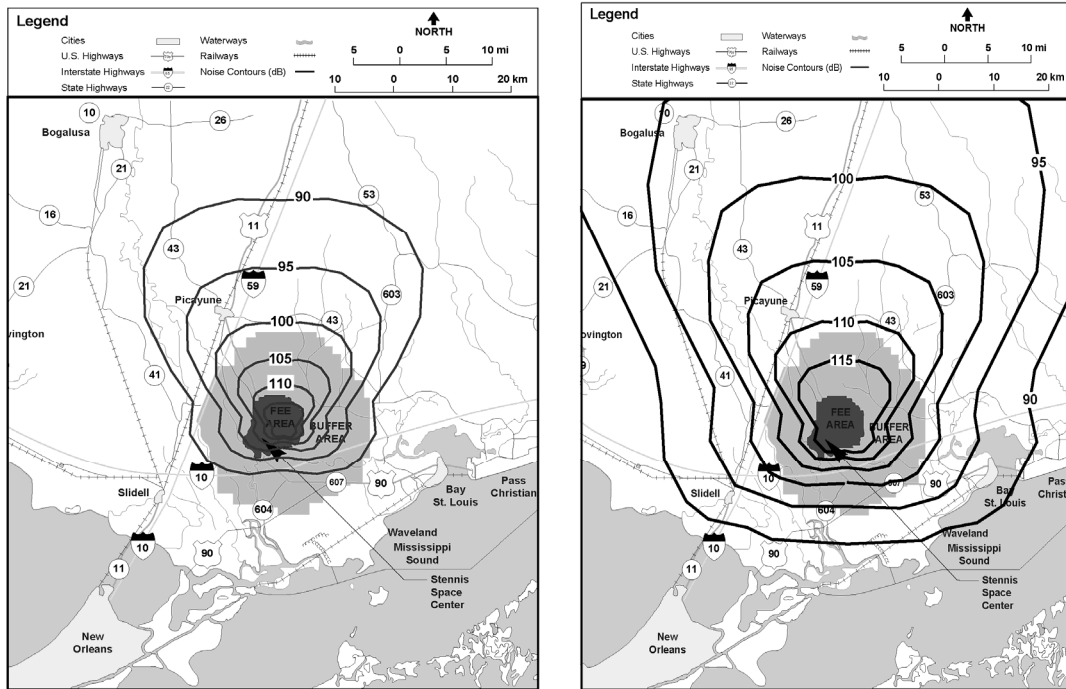 Legend
NORTH
Cities
Waterways
U.S. Highways
Railways
Interstate Highways
Noise Contours (dB)
State Highways
5 0 5 10 mi
10 0 10 20 km
10
Bogalusa
26
21
90
53
16
11
43
95
21
59
603
Picayune
100
43
ovington
105
41
110
FEE
AREA
BUFFER
AREA
10
607
90
Pass
Christian
Slidell
Bay
St. Louis
604
Waveland
10
90
Mississippi
Sound
11
Stennis
Space
Center
New
Orleans
Legend
NORTH
Cities
Waterways
U.S. Highways
Railways
Interstate Highways
Noise Contours (dB)
State Highways
5 0 5 10 mi
10 0 10 20 km
10
Bogalusa
26
95
21
100
53
16
11
43
105
21
59
603
Picayune
110
43
ovington
115
41
90
FEE
AREA
BUFFER
AREA
10
607
90
Pass
Christ
Slidell
Bay
St. Louis
604
Waveland
10
90
Mississippi
Sound
11
Stennis
Space
Center
New
Orleans